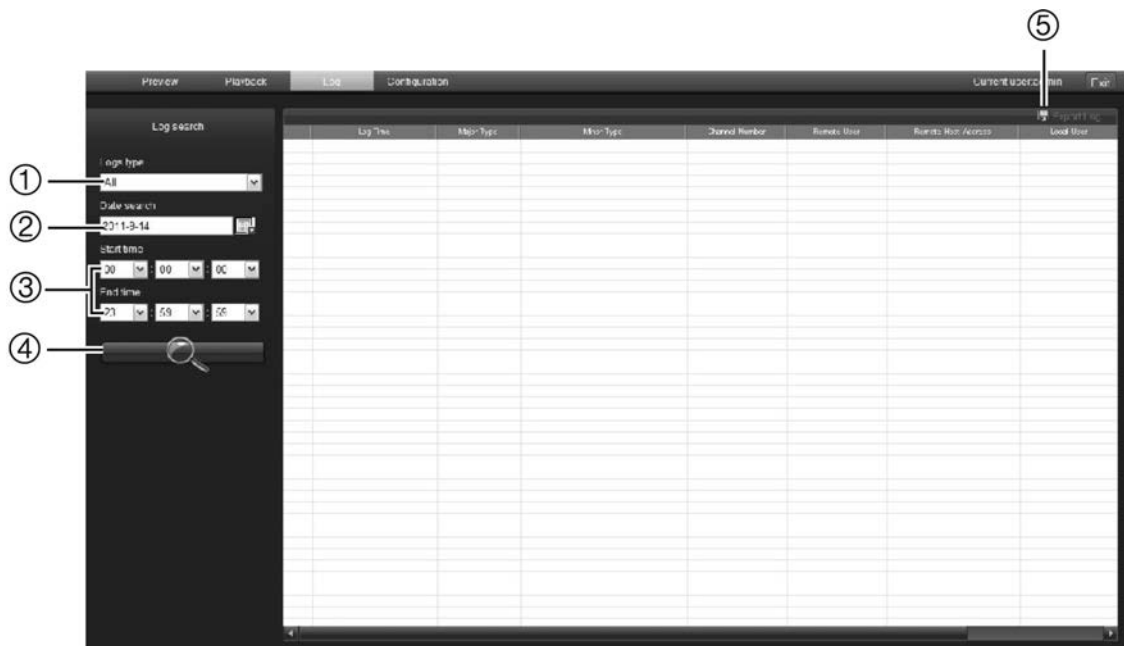 ⑤
Preview Playback Log Configuration Current user:admin Exit
Log search
Export Log
Log Time Major Type Minor Type Channel Number Remote User Remote Host Address Local User
Logs type
① All
Date search
② 2011-9-14
Start time
00 : 00 : 00
③
End time
23 : 59 : 59
④